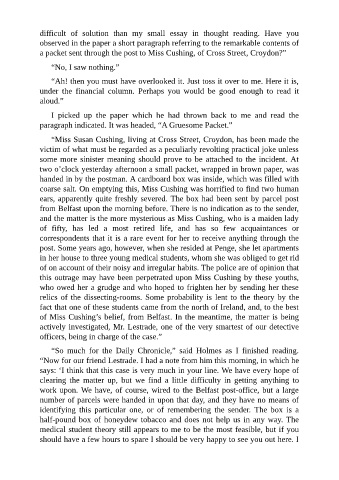 difficult of solution than my small essay in thought reading. Have you
observed in the paper a short paragraph referring to the remarkable contents of
a packet sent through the post to Miss Cushing, of Cross Street, Croydon?”
“No, I saw nothing.”
“Ah! then you must have overlooked it. Just toss it over to me. Here it is,
under the financial column. Perhaps you would be good enough to read it
aloud.”
I picked up the paper which he had thrown back to me and read the
paragraph indicated. It was headed, “A Gruesome Packet.”
“Miss Susan Cushing, living at Cross Street, Croydon, has been made the
victim of what must be regarded as a peculiarly revolting practical joke unless
some more sinister meaning should prove to be attached to the incident. At
two o’clock yesterday afternoon a small packet, wrapped in brown paper, was
handed in by the postman. A cardboard box was inside, which was filled with
coarse salt. On emptying this, Miss Cushing was horrified to find two human
ears, apparently quite freshly severed. The box had been sent by parcel post
from Belfast upon the morning before. There is no indication as to the sender,
and the matter is the more mysterious as Miss Cushing, who is a maiden lady
of fifty, has led a most retired life, and has so few acquaintances or
correspondents that it is a rare event for her to receive anything through the
post. Some years ago, however, when she resided at Penge, she let apartments
in her house to three young medical students, whom she was obliged to get rid
of on account of their noisy and irregular habits. The police are of opinion that
this outrage may have been perpetrated upon Miss Cushing by these youths,
who owed her a grudge and who hoped to frighten her by sending her these
relics of the dissecting-rooms. Some probability is lent to the theory by the
fact that one of these students came from the north of Ireland, and, to the best
of Miss Cushing’s belief, from Belfast. In the meantime, the matter is being
actively investigated, Mr. Lestrade, one of the very smartest of our detective
officers, being in charge of the case.”
“So much for the Daily Chronicle,” said Holmes as I finished reading.
“Now for our friend Lestrade. I had a note from him this morning, in which he
says: ‘I think that this case is very much in your line. We have every hope of
clearing the matter up, but we find a little difficulty in getting anything to
work upon. We have, of course, wired to the Belfast post-office, but a large
number of parcels were handed in upon that day, and they have no means of
identifying this particular one, or of remembering the sender. The box is a
half-pound box of honeydew tobacco and does not help us in any way. The
medical student theory still appears to me to be the most feasible, but if you
should have a few hours to spare I should be very happy to see you out here. I